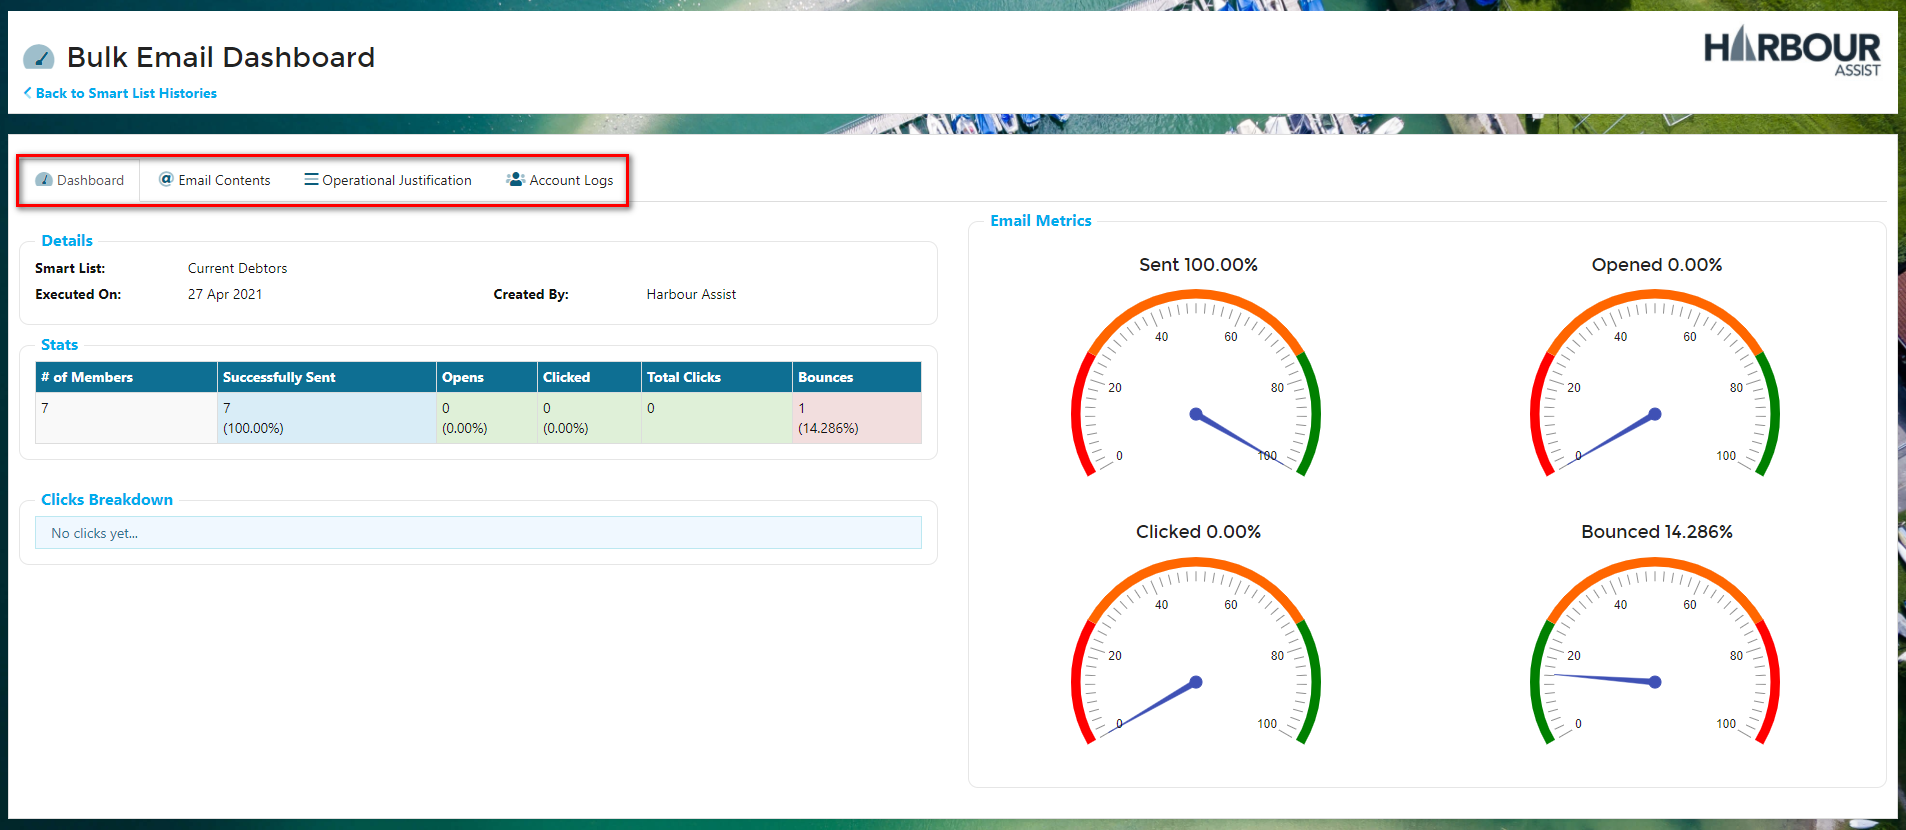 Bulk Email Dashboard
HARBOUR
ASSIST
Back to Smart List Histories
Dashboard
Email Contents
Operational Justification
Account Logs
Details
Smart List: Current Debtors
Executed On: 27 Apr 2021 Created By: Harbour Assist
Stats
# of Members Successfully Sent Opens Clicked Total Clicks Bounces
7 7 0 0 0 1
(100.00%) (0.00%) (0.00%) (14.286%)
Clicks Breakdown
No clicks yet...
Email Metrics
Sent 100.00%
0 20 40 60 80 100
Opened 0.00%
0 20 40 60 80 100
Clicked 0.00%
0 20 40 60 80 100
Bounced 14.286%
0 20 40 60 80 100